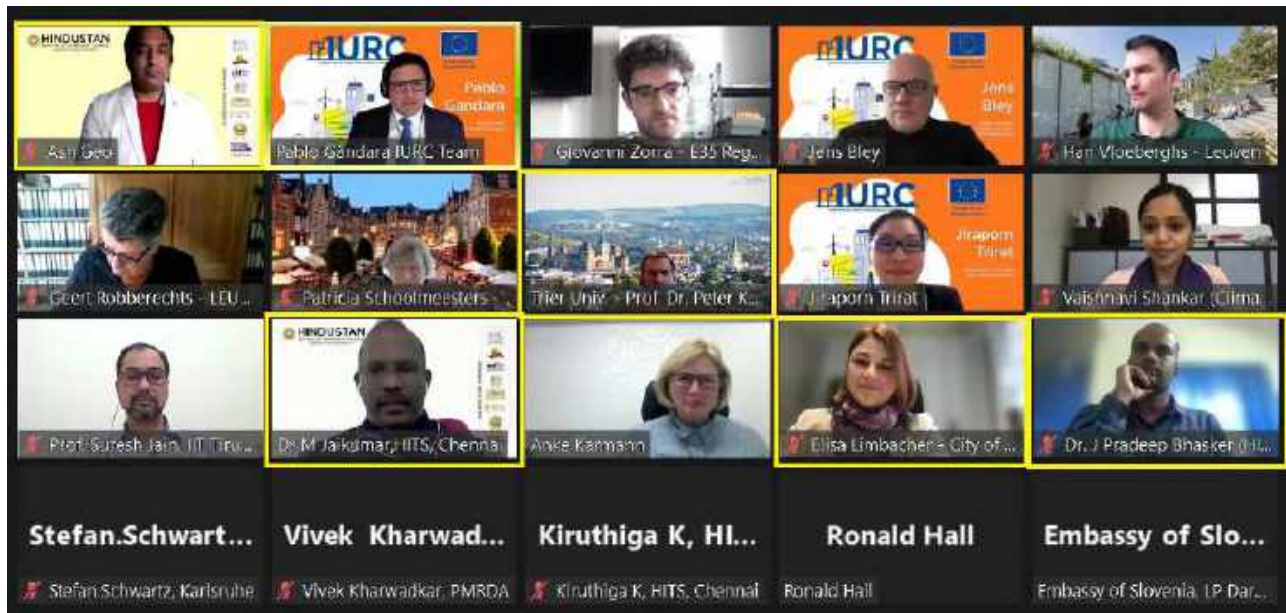 HINDUSTAN
IURC
Pablo
Gándara
IURC
Jens
Bley
Ash Geo
Pablo Gándara IURC Team
Giovanni Zorra - E35 Reg...
Jens Bley
Han Vloeberghs - Leuven
IURC
Jiraporn
Trirat
Geert Robberechts - LEU...
Patricia Schoolmeesters -
Trier Univ. - Prof. Dr. Peter K...
Jiraporn Trirat
Vaishnavi Shankar (Clima...
HINDUSTAN
Prof. Suresh Jain, IIT Tiru...
Dr M Jaikumar,HITS, Chennai
Anke Karmann
Elisa Limbacher - City of ...
Dr. J Pradeep Bhasker (HI...
Stefan.Schwart...
Vivek Kharwad...
Kiruthiga K, HI...
Ronald Hall
Embassy of Slo...
Stefan Schwartz, Karlsruhe
Vivek Kharwadkar, PMRDA
Kiruthiga K, HITS, Chennai
Ronald Hall
Embassy of Slovenia, LP Dar...